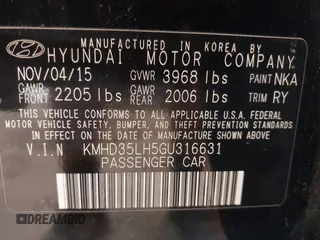 MANUFACTURED IN KOREA BY
HYUNDAI MOTOR COMPANY
NOV/04/15 GVWR 3968 lbs PAINT NKA
GAWR FRONT 2205 lbs GAWR REAR 2006 lbs TRIM RY
THIS VEHICLE CONFORMS TO ALL APPLICABLE
U.S.A. FEDERAL MOTOR VEHICLE SAFETY,
BUMPER, AND THEFT PREVENTION STANDARDS
IN EFFECT ON THE DATE OF MANUFACTURE
SHOWN ABOVE.
V.I.N KMHD35LH5GU316631
PASSENGER CAR
DREAMBID